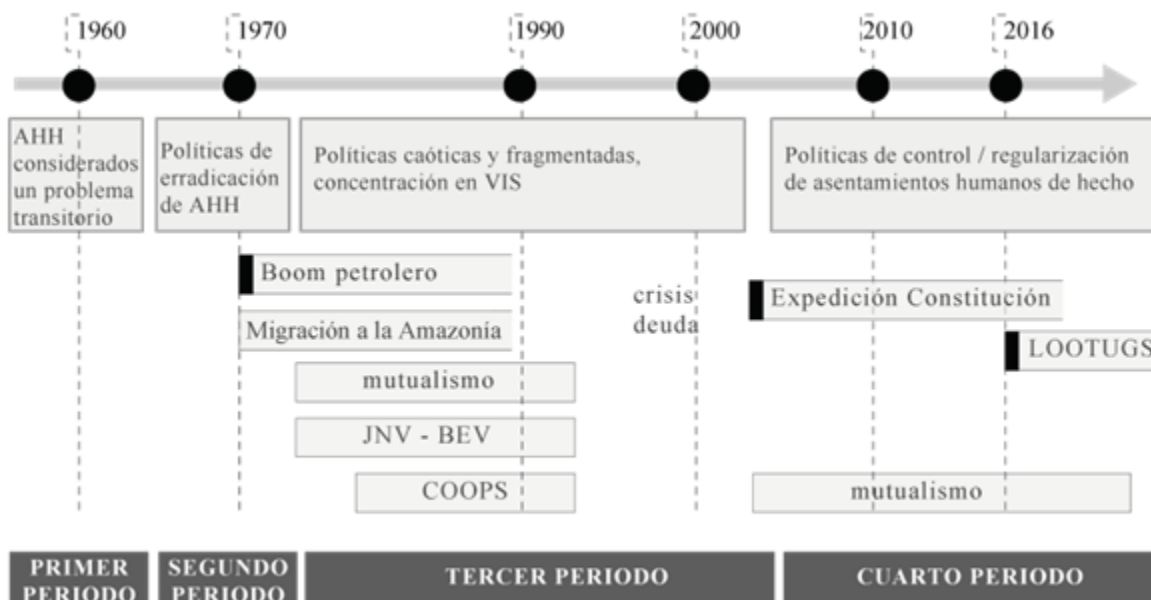 1960
1970
1990
2000
2010
2016
AHH
considerados
un problema
transitorio
Políticas de
erradicación
de AHH
Políticas caóticas y fragmentadas,
concentración en VIS
Políticas de control / regularización
de asentamientos humanos de hecho
Boom petrolero
Migración a la Amazonía
mutualismo
JNV - BEV
COOPS
crisis
deuda
Expedición Constitución
LOOTUGS
mutualismo
PRIMER
PERIODO
SEGUNDO
PERIODO
TERCER PERIODO
CUARTO PERIODO